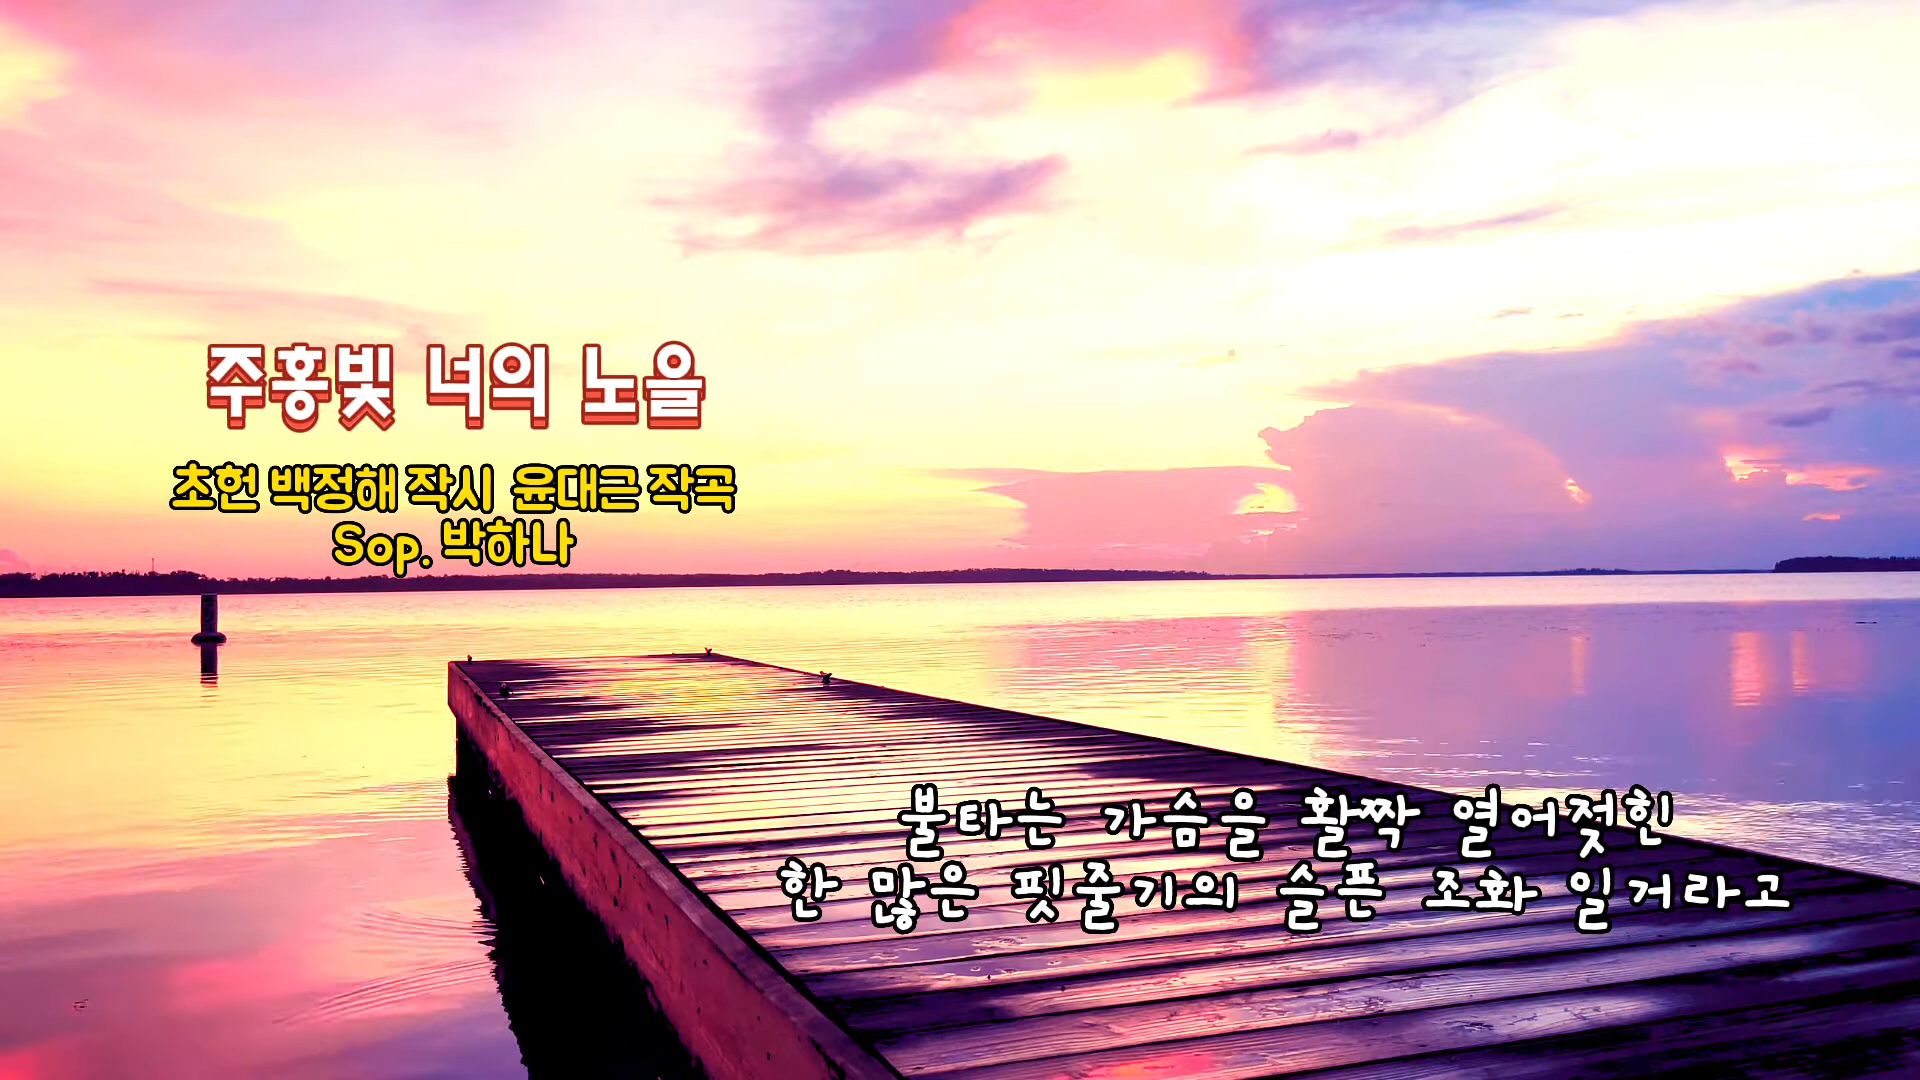 주홍빛 너의 노을
초헌 백정해 작시 윤대근 작곡
Sop. 박하나
불타는 가슴을 활짝 열어젖힌
한 많은 핏줄기의 슬픈 조화 일거라고